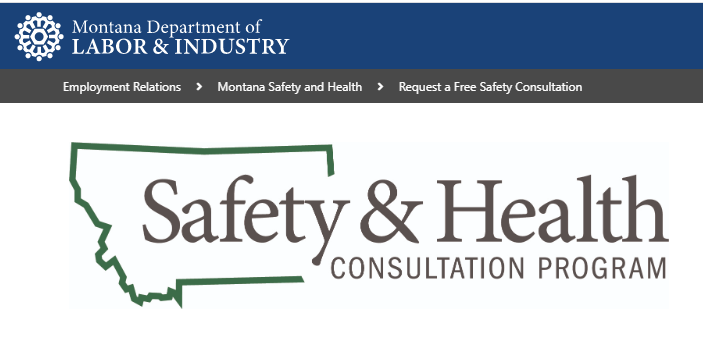 Montana Department of
LABOR & INDUSTRY
Employment Relations > Montana Safety and Health > Request a Free Safety Consultation
Safety & Health
CONSULTATION PROGRAM